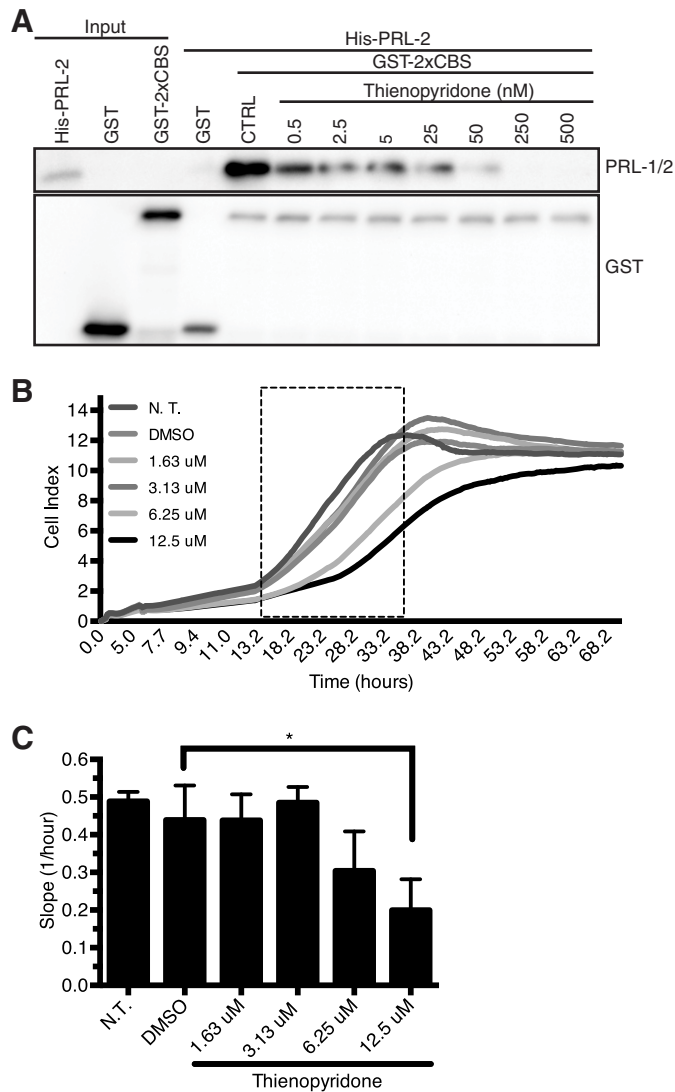 A
Input
His-PRL-2
GST-2xCBS
Thienopyridone (nM)
His-PRL-2
GST
GST-2xCBS
GST
CTRL
0.5
2.5
5
25
50
250
500
PRL-1/2
GST
B
14
12
10
8
6
4
2
0
Cell Index
N. T.
DMSO
1.63 uM
3.13 uM
6.25 uM
12.5 uM
0.0
5.0
7.7
9.4
11.0
13.2
18.2
23.2
28.2
33.2
38.2
43.2
48.2
53.2
58.2
63.2
68.2
Time (hours)
C
*
0.6
0.5
0.4
0.3
0.2
0.1
0.0
Slope (1/hour)
N.T.
DMSO
1.63 uM
3.13 uM
6.25 uM
12.5 uM
Thienopyridone